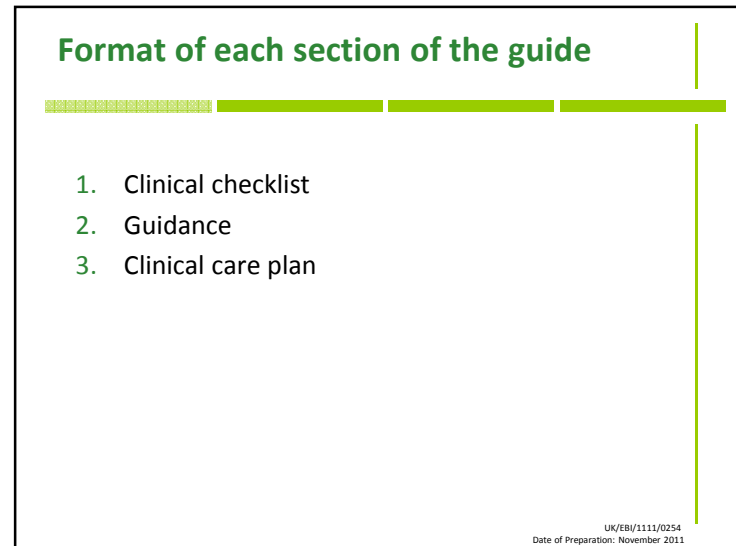 Format of each section of the guide
1. Clinical checklist
2. Guidance
3. Clinical care plan
UK/EBI/1111/0254
Date of Preparation: November 2011